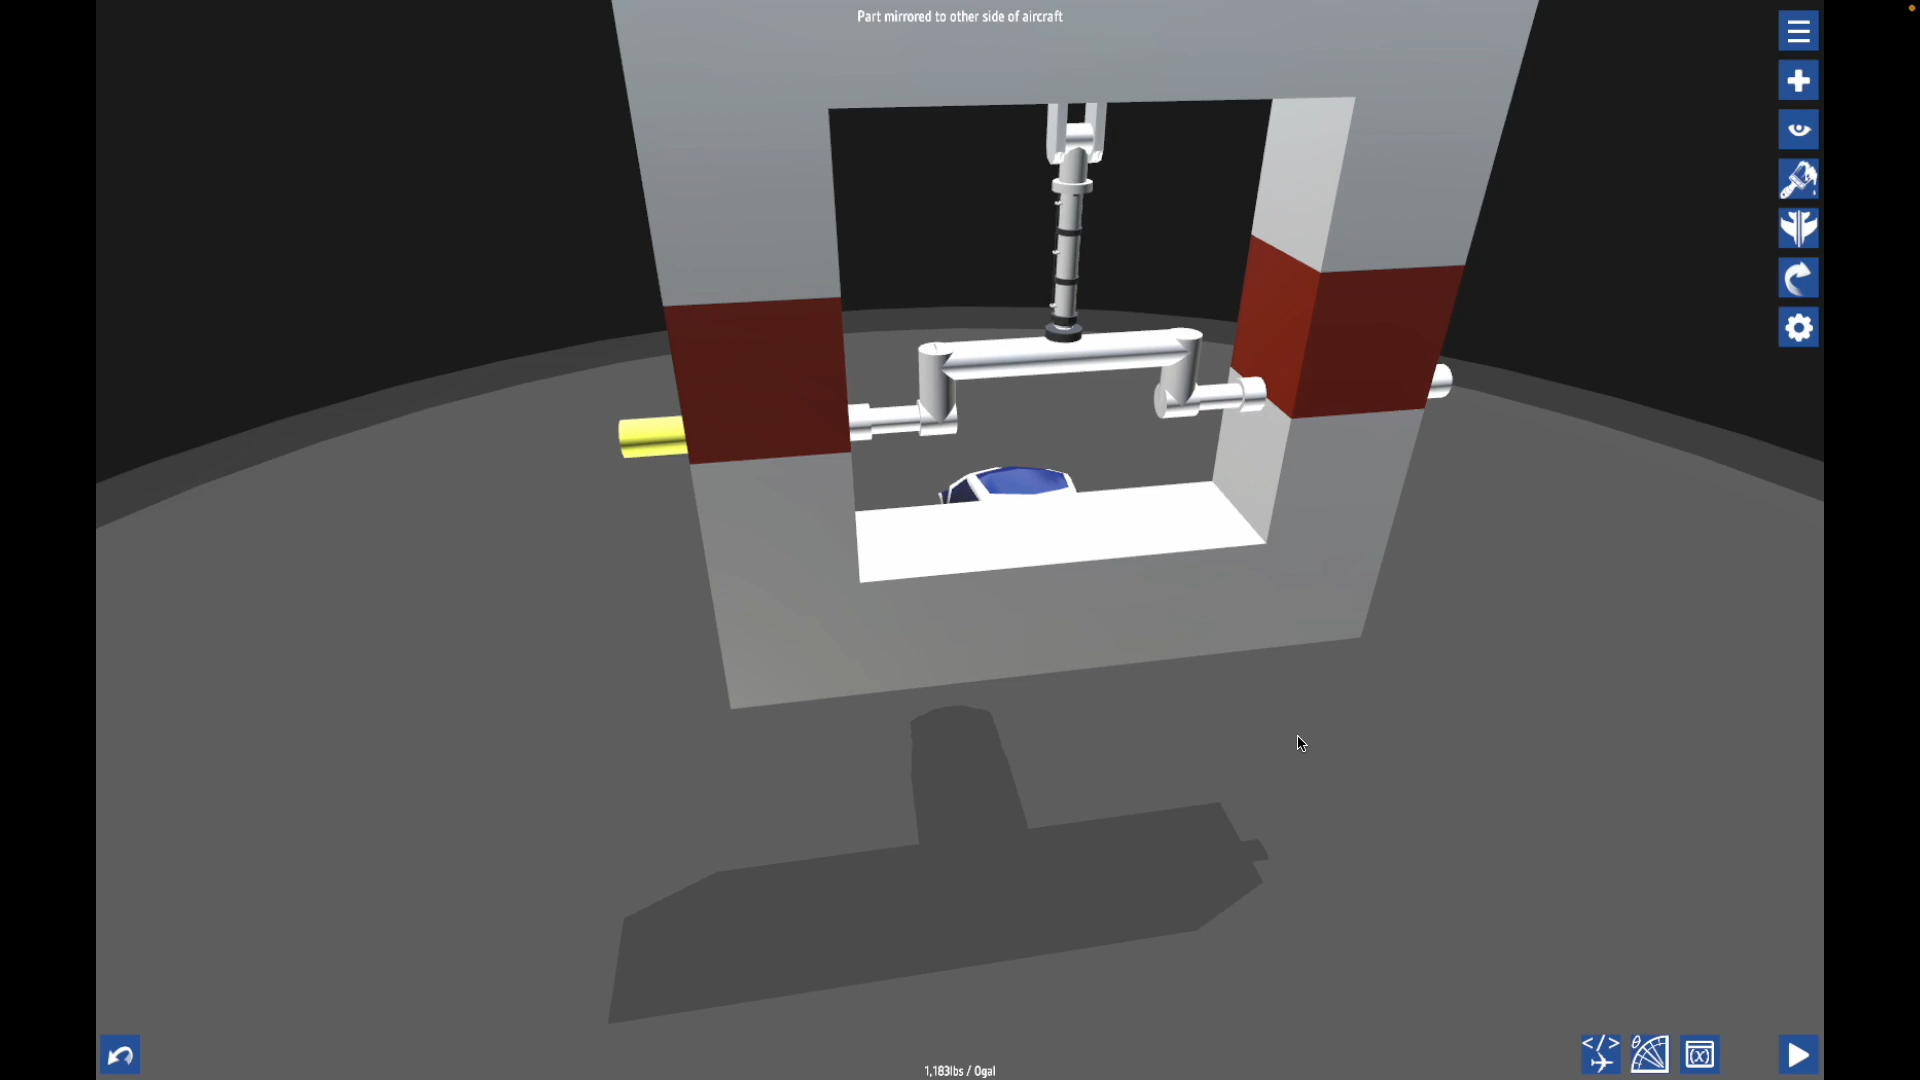 Part mirrored to other side of aircraft
</>
(x)
1,183lbs / 0gal